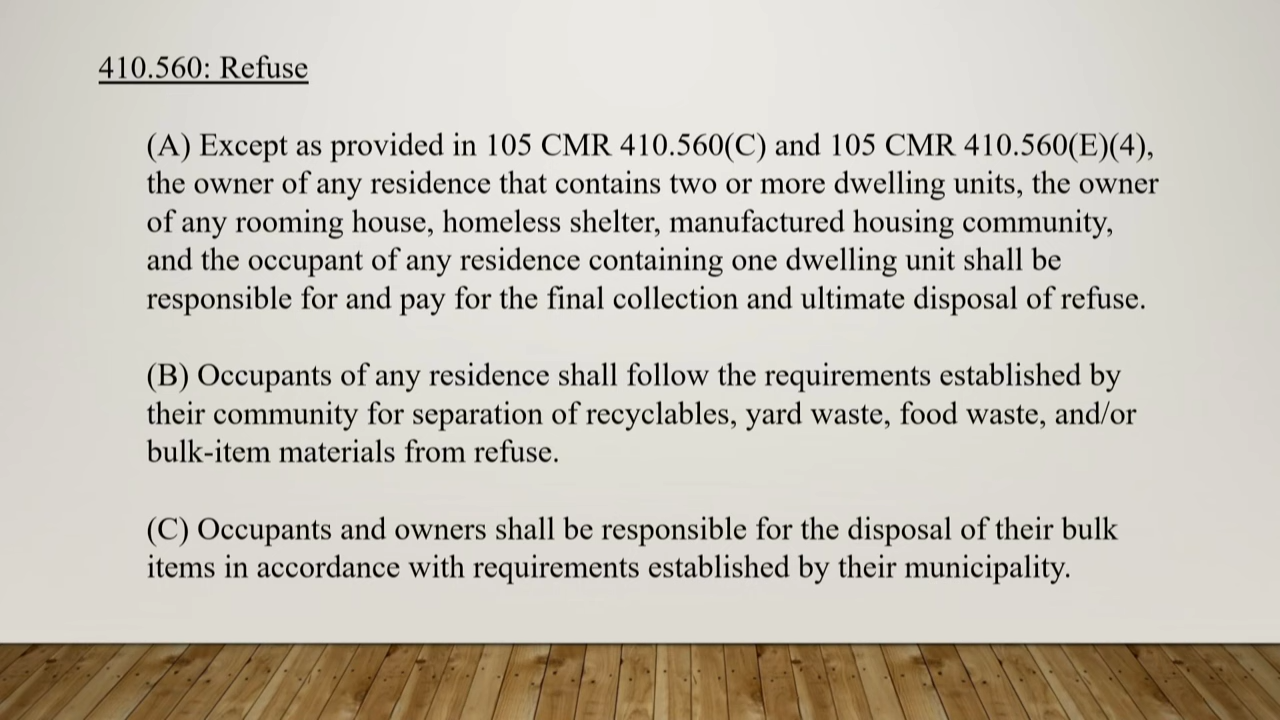 410.560: Refuse
(A) Except as provided in 105 CMR 410.560(C) and 105 CMR 410.560(E)(4),
the owner of any residence that contains two or more dwelling units, the owner
of any rooming house, homeless shelter, manufactured housing community,
and the occupant of any residence containing one dwelling unit shall be
responsible for and pay for the final collection and ultimate disposal of refuse.
(B) Occupants of any residence shall follow the requirements established by
their community for separation of recyclables, yard waste, food waste, and/or
bulk-item materials from refuse.
(C) Occupants and owners shall be responsible for the disposal of their bulk
items in accordance with requirements established by their municipality.